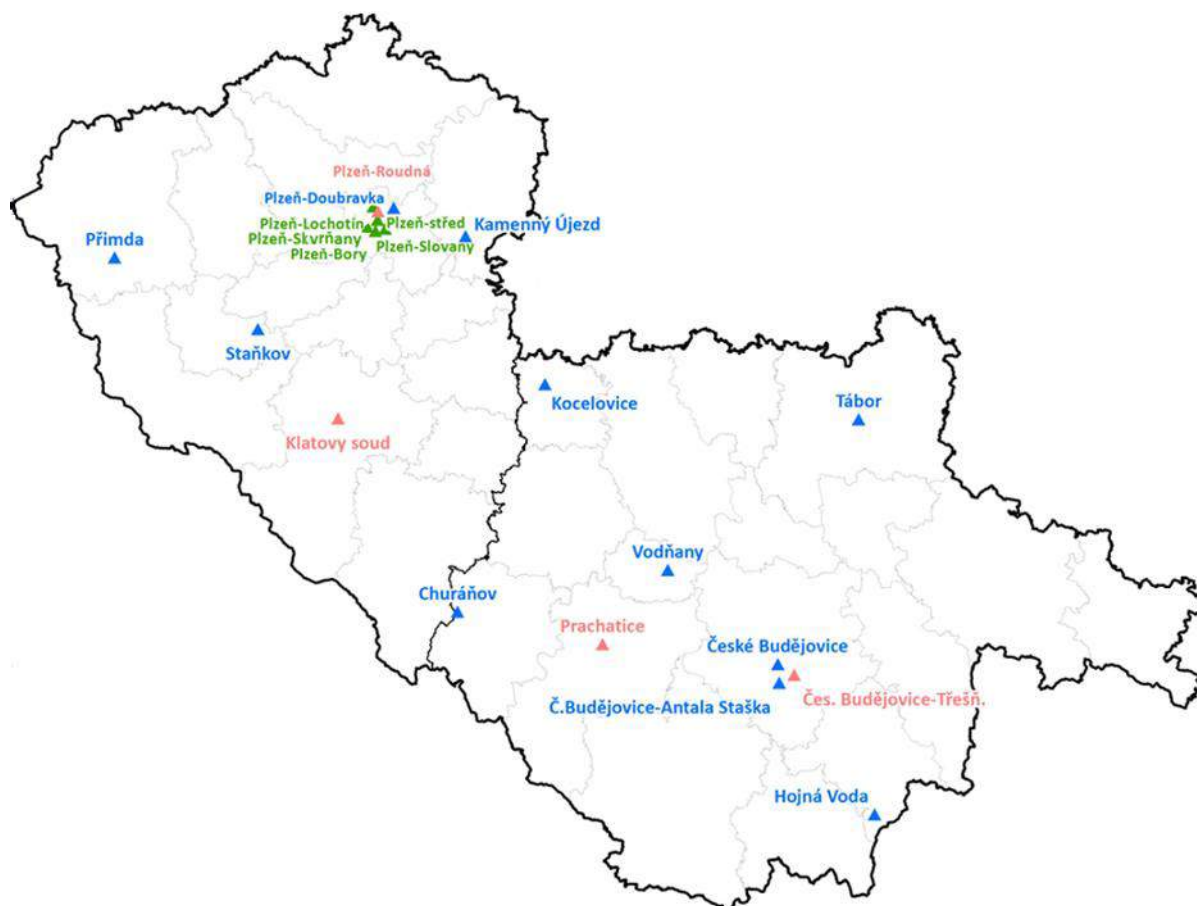 Plzeň-Roudná
Plzeň-Doubravka
Plzeň-Lochotín
Plzeň-střed
Kamenný Újezd
Plzeň-Skvrňany
Plzeň-Slovany
Plzeň-Bory
Přimda
Staňkov
Kocelovice
Tábor
Klatovy soud
Vodňany
Churáňov
Prachatice
České Budějovice
Č.Budějovice-Antala Staška
Čes. Budějovice-Třešň.
Hojná Voda